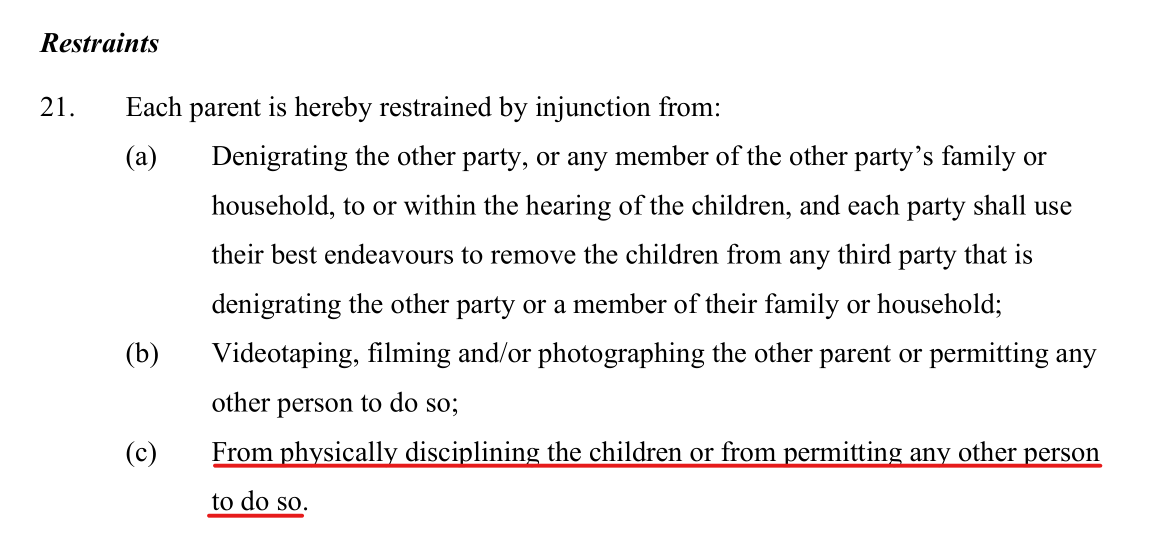 Restraints
21. Each parent is hereby restrained by injunction from:
(a) Denigrating the other party, or any member of the other party’s family or
household, to or within the hearing of the children, and each party shall use
their best endeavours to remove the children from any third party that is
denigrating the other party or a member of their family or household;
(b) Videotaping, filming and/or photographing the other parent or permitting any
other person to do so;
(c) From physically disciplining the children or from permitting any other person
to do so.